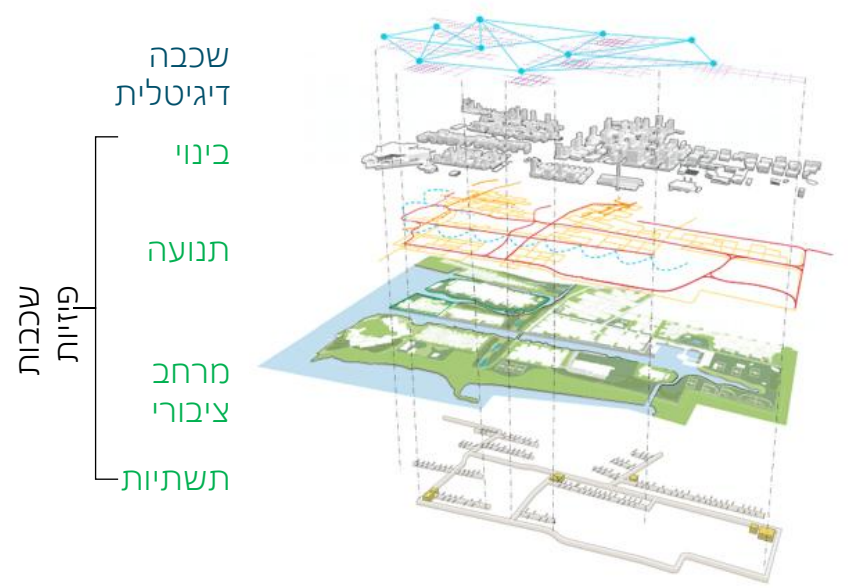 שכבה
דיגיטלית
בינוי
תנועה
מרחב
ציבורי
תשתיות
שכבות
פיזיות